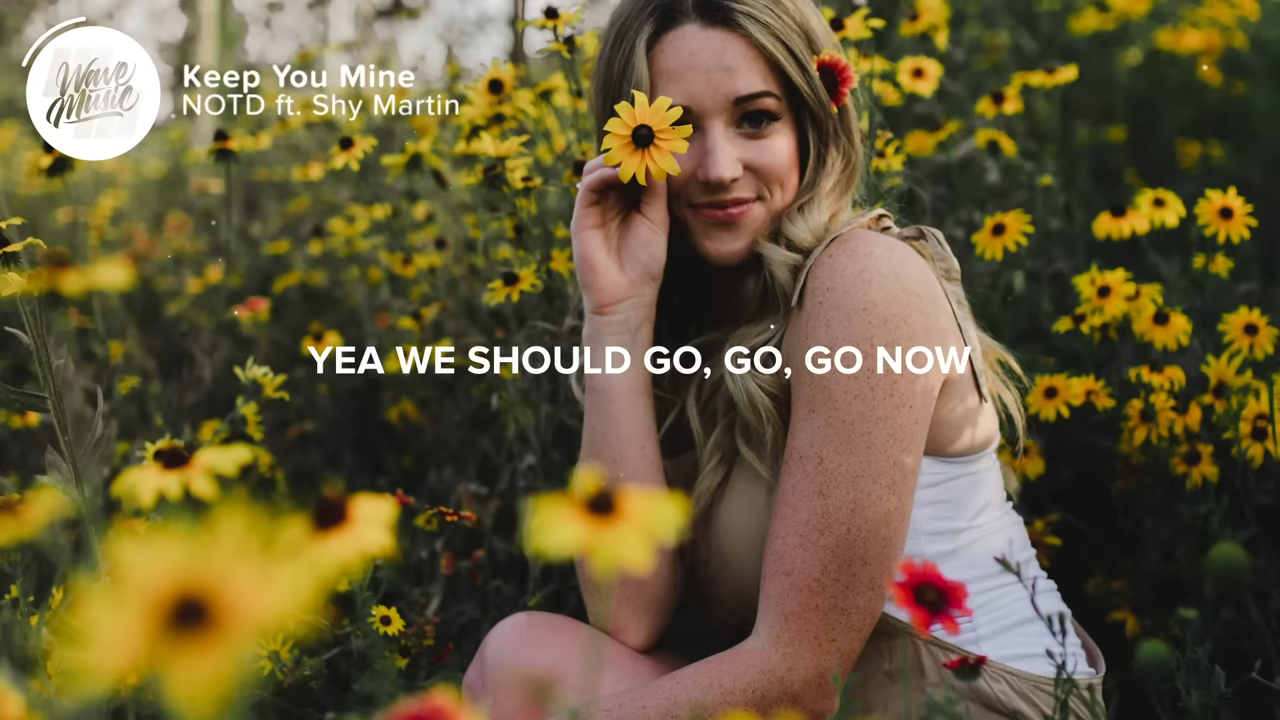 Wave
Music
Keep You Mine
NOTD ft. Shy Martin
YEA WE SHOULD GO, GO, GO NOW